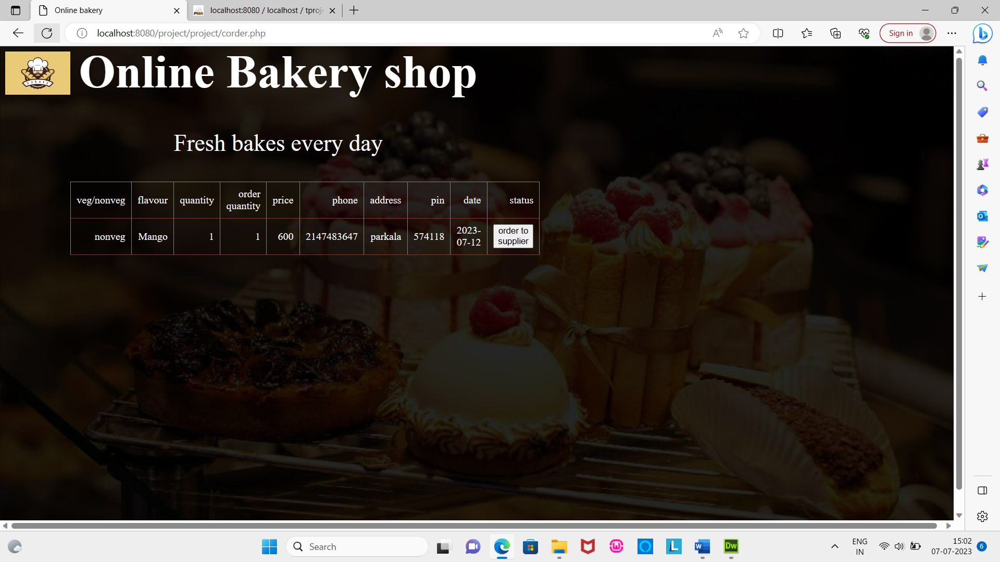 Online bakery
localhost:8080 / localhost / tproj
localhost:8080/project/project/corder.php
Sign in
bakery
Online Bakery shop
Fresh bakes every day
veg/nonveg flavour quantity order quantity price phone address pin date status
nonveg Mango 1 1 600 2147483647 parkala 574118 2023-07-12 order to supplier
Search
ENG
IN
15:02
07-07-2023
6